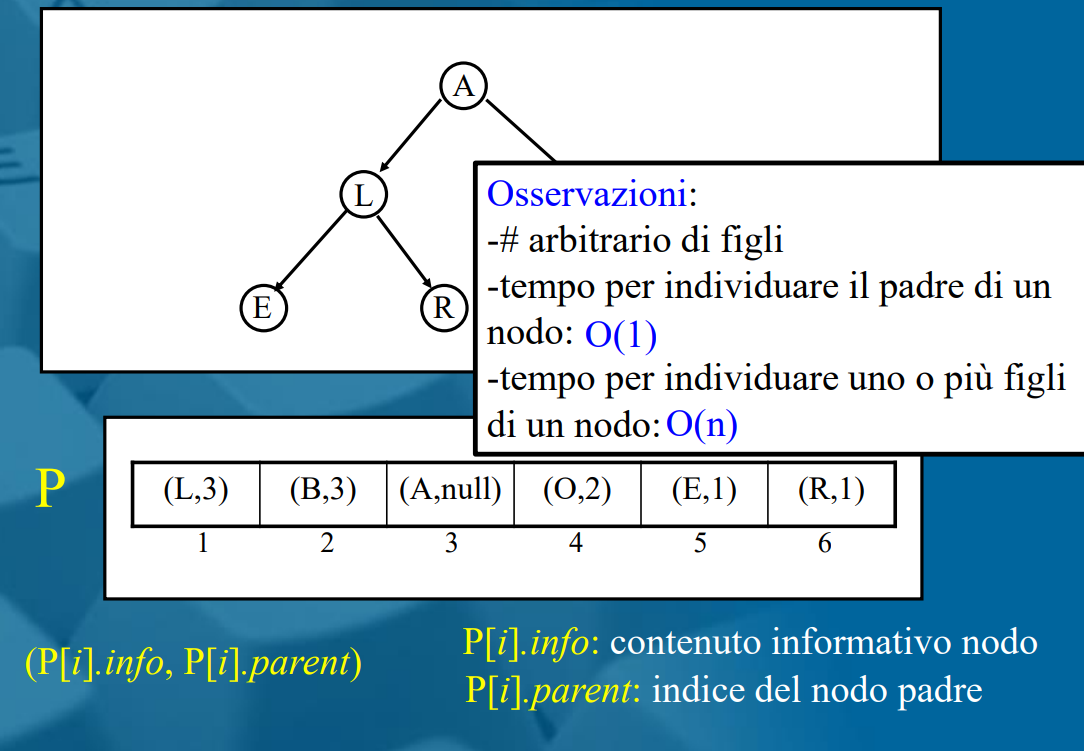 A
L
E R
Osservazioni:
-# arbitrario di figli
-tempo per individuare il padre di un
nodo: O(1)
-tempo per individuare uno o più figli
di un nodo: O(n)
P
(L,3) (B,3) (A,null) (O,2) (E,1) (R,1)
1 2 3 4 5 6
(P[i].info, P[i].parent)
P[i].info: contenuto informativo nodo
P[i].parent: indice del nodo padre